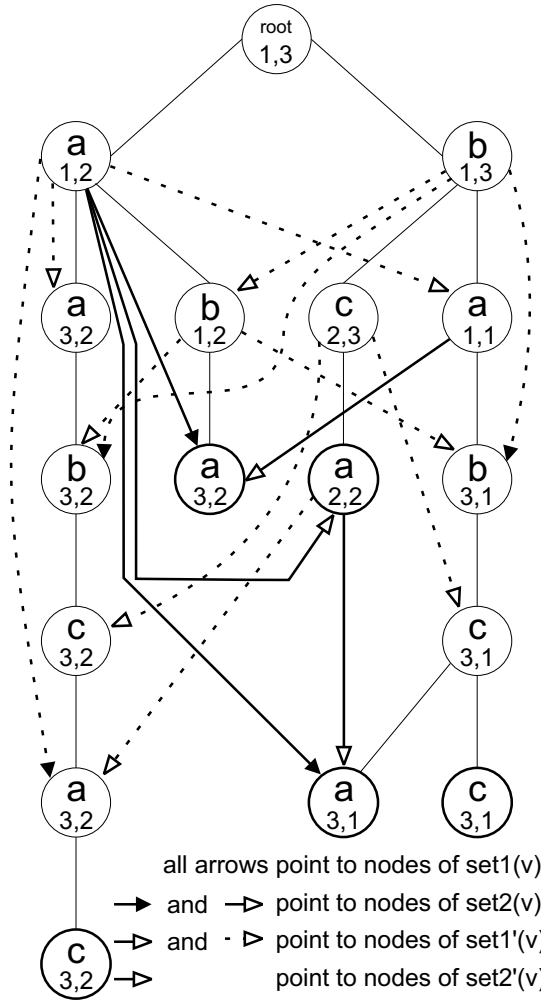 root
1,3
a
1,2
b
1,3
a
3,2
b
1,2
c
2,3
a
1,1
b
3,2
a
3,2
a
2,2
b
3,1
c
3,2
c
3,1
a
3,2
a
3,1
c
3,1
all arrows point to nodes of set1(v)
and point to nodes of set2(v)
and point to nodes of set1'(v)
c
3,2
point to nodes of set2'(v)